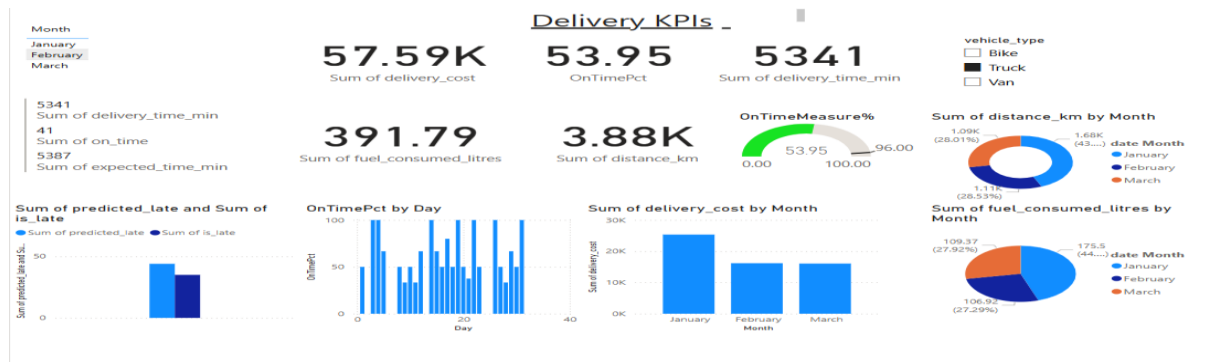 Delivery KPIs _
Month
January
February
March
57.59K
Sum of delivery_cost
53.95
OnTimePct
5341
Sum of delivery_time_min
vehicle_type
Bike
Truck
Van
5341
Sum of delivery_time_min
41
Sum of on_time
5387
Sum of expected_time_min
391.79
Sum of fuel_consumed_litres
3.88K
Sum of distance_km
OnTimeMeasure%
53.95
96.00
0.00
100.00
Sum of distance_km by Month
1.09K
(28.01%)
1.68K
(43....)
1.11K
(28.53%)
date Month
January
February
March
Sum of predicted_late and Sum of
is_late
Sum of predicted_late
Sum of is_late
Sum of predicted_late and Su...
50
0
OnTimePct by Day
OnTimePct
100
50
0
0
20
40
Day
Sum of delivery_cost by Month
Sum of delivery_cost
30K
20K
10K
0K
January
February
March
Month
Sum of fuel_consumed_litres by
Month
109.37
(27.92%)
175.5
(44....)
106.92
(27.29%)
date Month
January
February
March